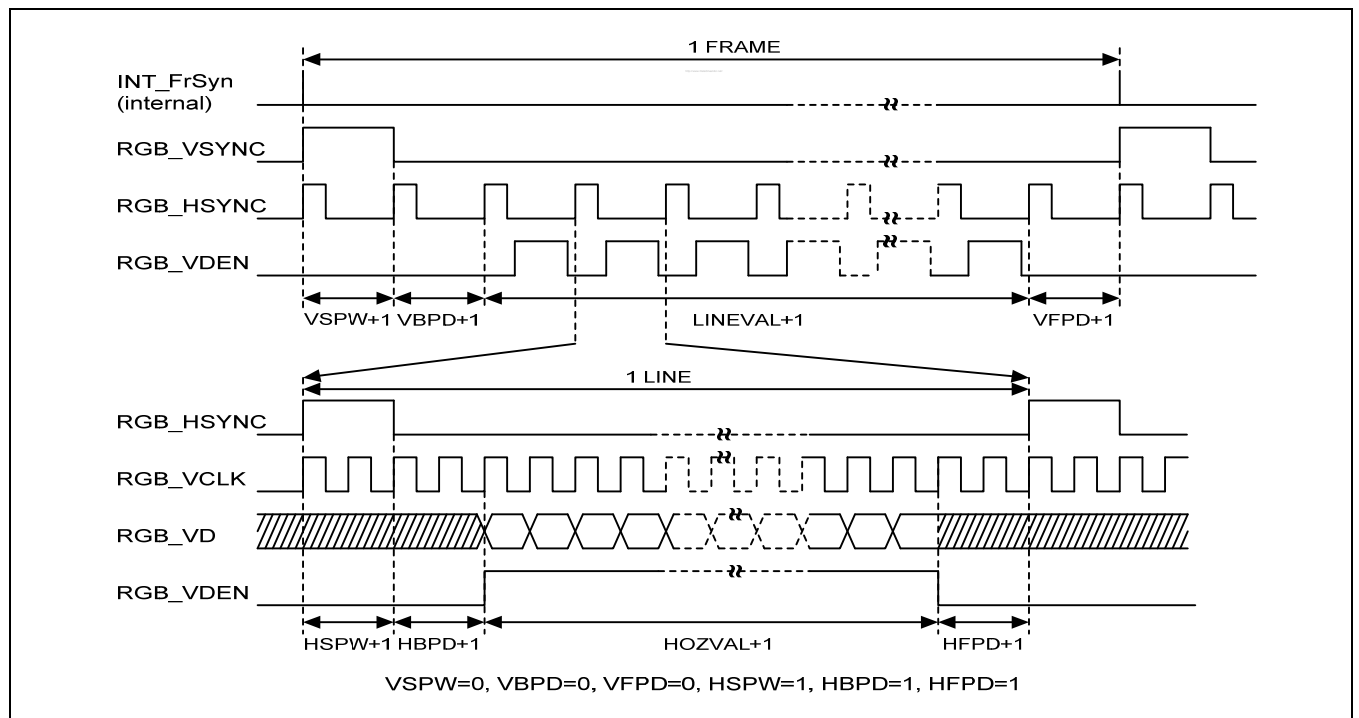 1 FRAME
INT_FrSyn
(internal)
RGB_VSYNC
RGB_HSYNC
RGB_VDEN
VSPW+1 VBPD+1 LINEVAL+1 VFPD+1
1 LINE
RGB_HSYNC
RGB_VCLK
RGB_VD
RGB_VDEN
HSPW+1 HBPD+1 HOZVAL+1 HFPD+1
VSPW=0, VBPD=0, VFPD=0, HSPW=1, HBPD=1, HFPD=1